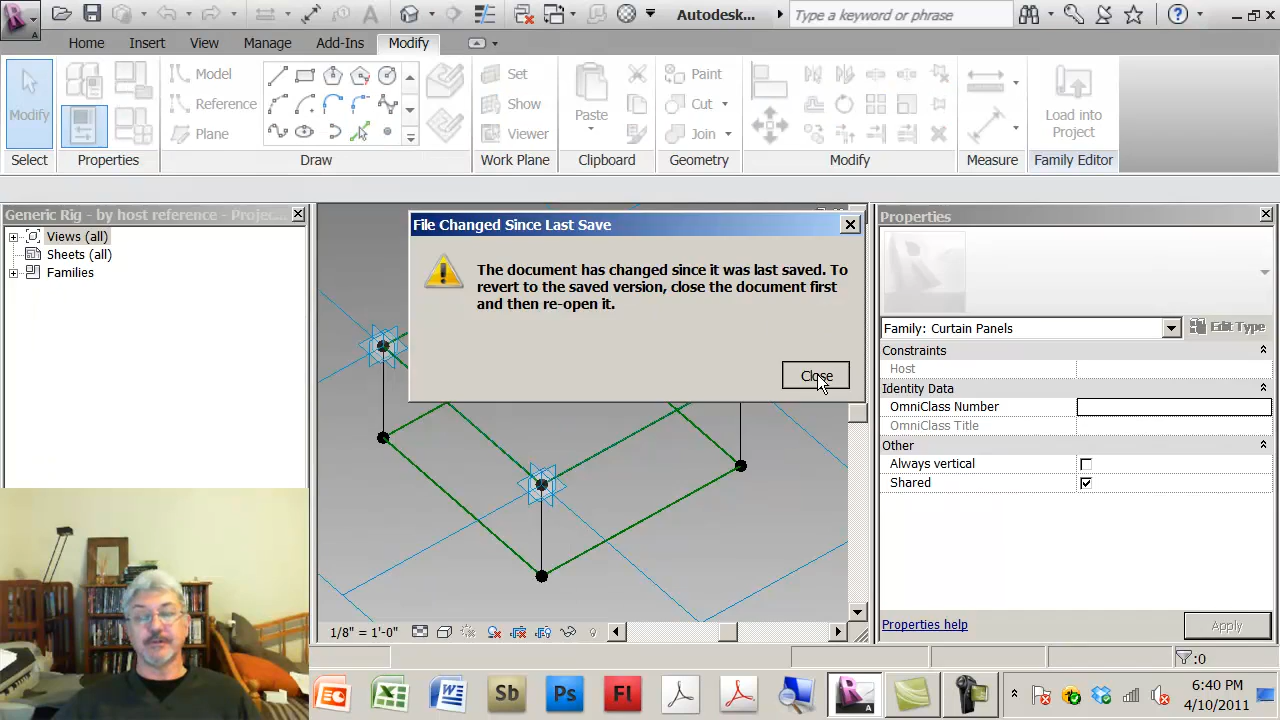 Autodesk...
Type a keyword or phrase
Home
Insert
View
Manage
Add-Ins
Modify
Modify
Model
Reference
Plane
Set
Show
Viewer
Paste
Paint
Cut
Join
Load into
Project
Select
Properties
Draw
Work Plane
Clipboard
Geometry
Modify
Measure
Family Editor
Generic Rig - by host reference - Projec...
Views (all)
Sheets (all)
Families
File Changed Since Last Save
The document has changed since it was last saved. To
revert to the saved version, close the document first
and then re-open it.
Close
Properties
Family: Curtain Panels
Edit Type
Constraints
Host
Identity Data
OmniClass Number
OmniClass Title
Other
Always vertical
Shared
Properties help
Apply
1/8" = 1'-0"
:0
Sb
Ps
Fl
6:40 PM
4/10/2011